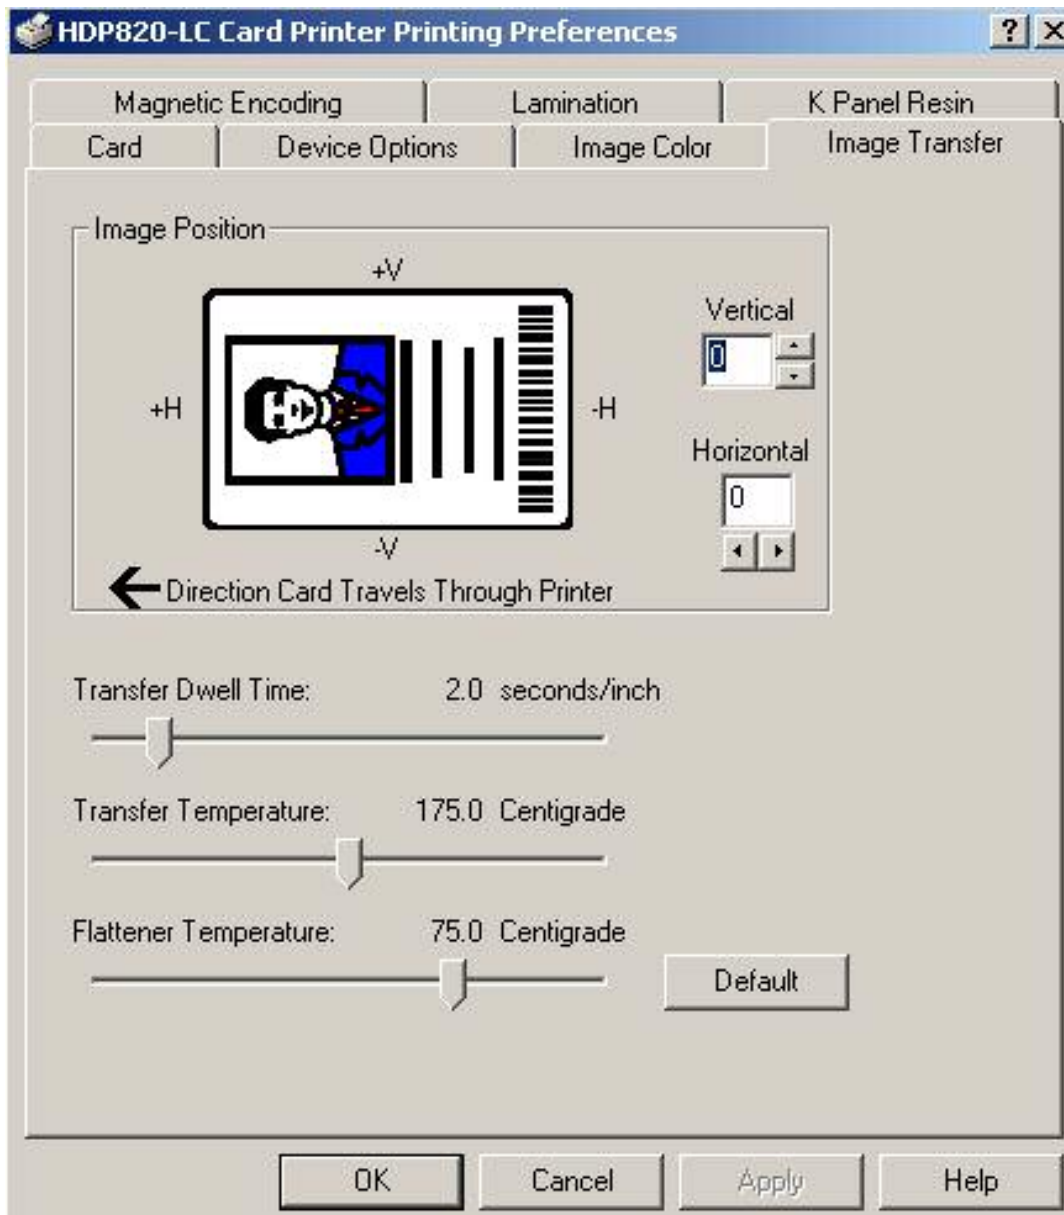 HDP820-LC Card Printer Printing Preferences
Magnetic Encoding
Lamination
K Panel Resin
Card
Device Options
Image Color
Image Transfer
Image Position
+V
Vertical
0
+H
-H
Horizontal
0
-V
Direction Card Travels Through Printer
Transfer Dwell Time: 2.0 seconds/inch
Transfer Temperature: 175.0 Centigrade
Flattener Temperature: 75.0 Centigrade
Default
OK
Cancel
Apply
Help